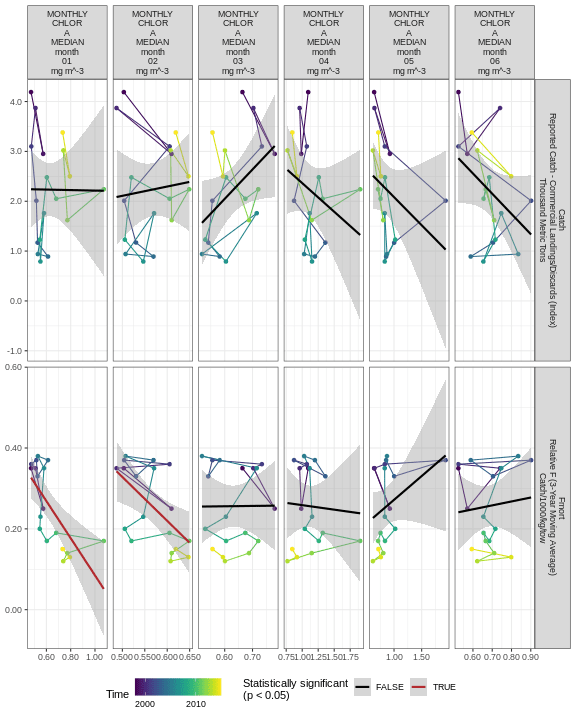 MONTHLY MONTHLY MONTHLY MONTHLY MONTHLY MONTHLY
CHLOR CHLOR CHLOR CHLOR CHLOR CHLOR
A A A A A A
MEDIAN MEDIAN MEDIAN MEDIAN MEDIAN MEDIAN
month month month month month month
01 02 03 04 05 06
mg m^-3 mg m^-3 mg m^-3 mg m^-3 mg m^-3 mg m^-3
4.0
3.0
2.0
1.0
0.0
-1.0
Catch
Reported Catch - Commercial Landings/Discards (Index)
Thousand Metric Tons
0.60
0.40
0.20
0.00
Fmort
Relative F (3-Year Moving Average)
Catch/1000/kg/tow
0.60 0.80 1.00 0.500 0.550 0.600 0.650 0.60 0.70 0.75 1.00 1.25 1.50 1.75 1.00 1.50 0.60 0.70 0.80 0.90
Time 2000 2010
Statistically significant
(p < 0.05)
FALSE TRUE